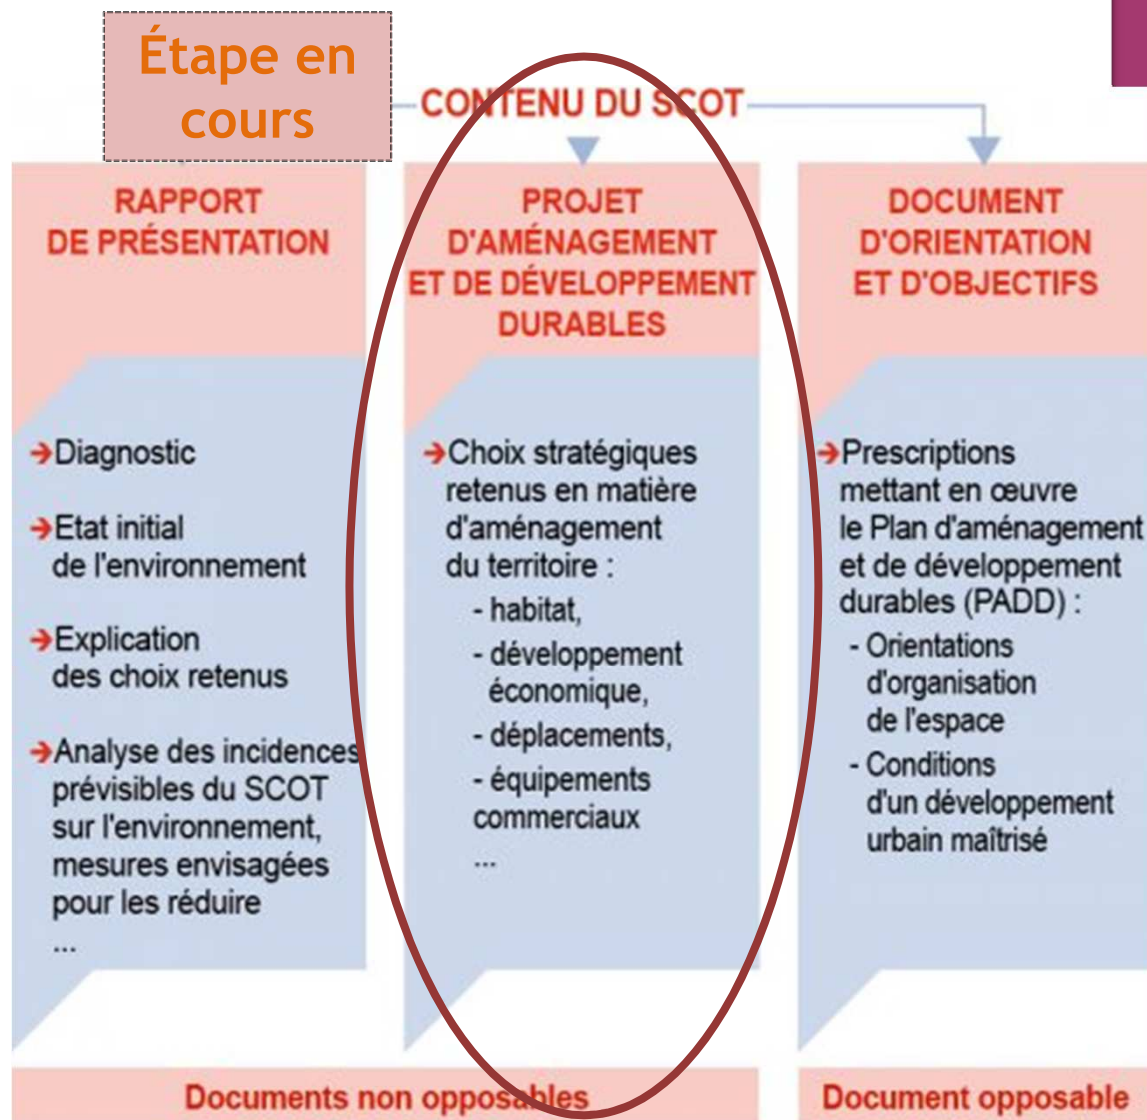 Étape en
cours
CONTENU DU SCOT
RAPPORT
DE PRÉSENTATION
➔Diagnostic
➔Etat initial
de l'environnement
➔Explication
des choix retenus
➔Analyse des incidences
prévisibles du SCOT
sur l'environnement,
mesures envisagées
pour les réduire
...
PROJET
D'AMÉNAGEMENT
ET DE DÉVELOPPEMENT
DURABLES
➔Choix stratégiques
retenus en matière
d'aménagement
du territoire :
- habitat,
- développement
économique,
- déplacements,
- équipements
commerciaux
...
DOCUMENT
D'ORIENTATION
ET D'OBJECTIFS
➔Prescriptions
mettant en œuvre
le Plan d'aménagement
et de développement
durables (PADD) :
- Orientations
d'organisation
de l'espace
- Conditions
d'un développement
urbain maîtrisé
Documents non opposables
Document opposable